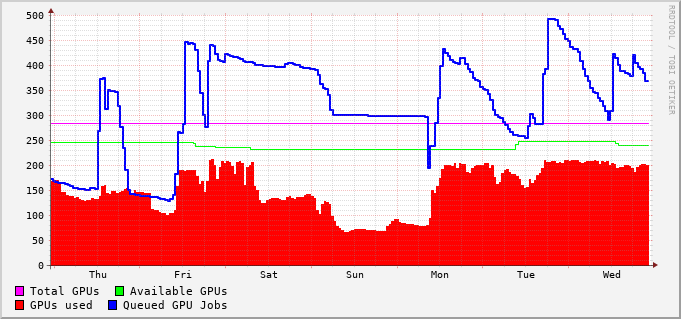 500
450
400
350
300
250
200
150
100
50
0
Thu Fri Sat Sun Mon Tue Wed
Total GPUs Available GPUs
GPUs used Queued GPU Jobs
RRDTOOL / TOBI OETIKER